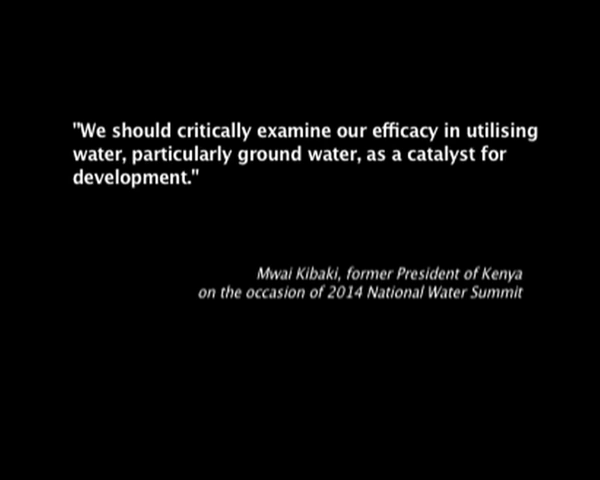 "We should critically examine our efficacy in utilising
water, particularly ground water, as a catalyst for
development."
Mwai Kibaki, former President of Kenya
on the occasion of 2014 National Water Summit